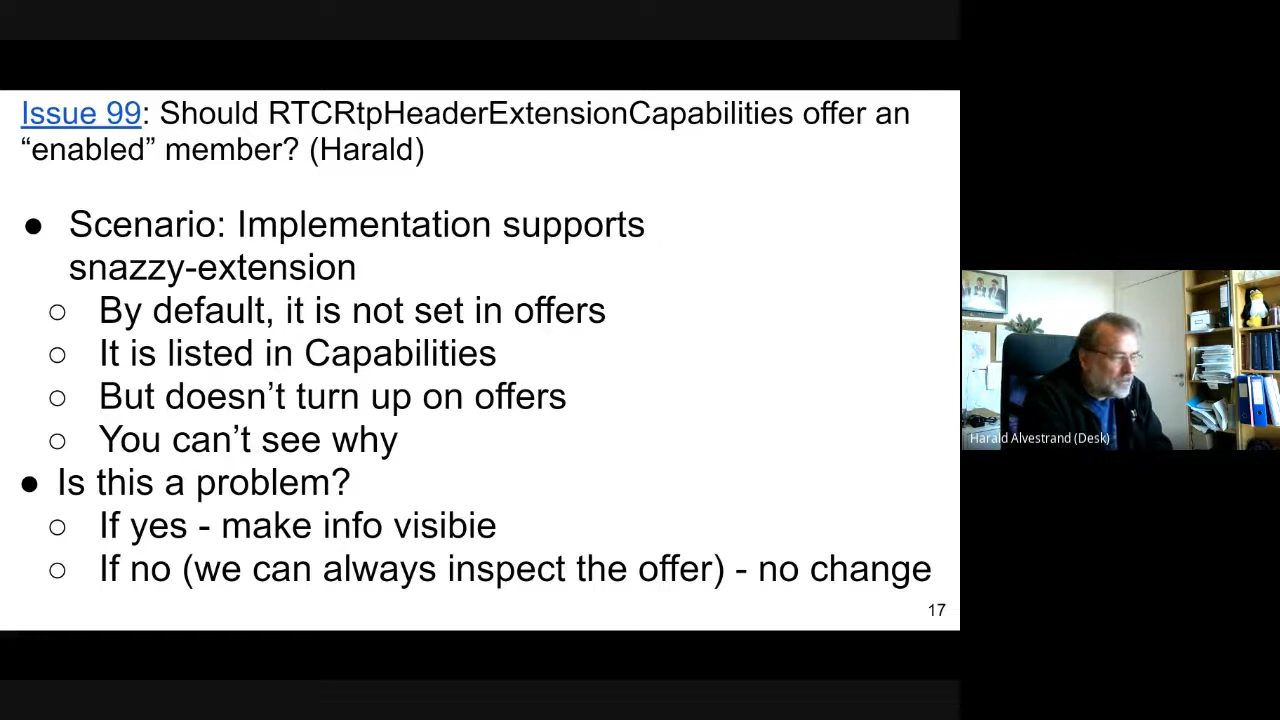 Issue 99: Should RTCRtpHeaderExtensionCapabilities offer an
“enabled” member? (Harald)
● Scenario: Implementation supports
snazzy-extension
○ By default, it is not set in offers
○ It is listed in Capabilities
○ But doesn’t turn up on offers
○ You can’t see why
● Is this a problem?
○ If yes - make info visibie
○ If no (we can always inspect the offer) - no change
17
Harald Alvestrand (Desk)